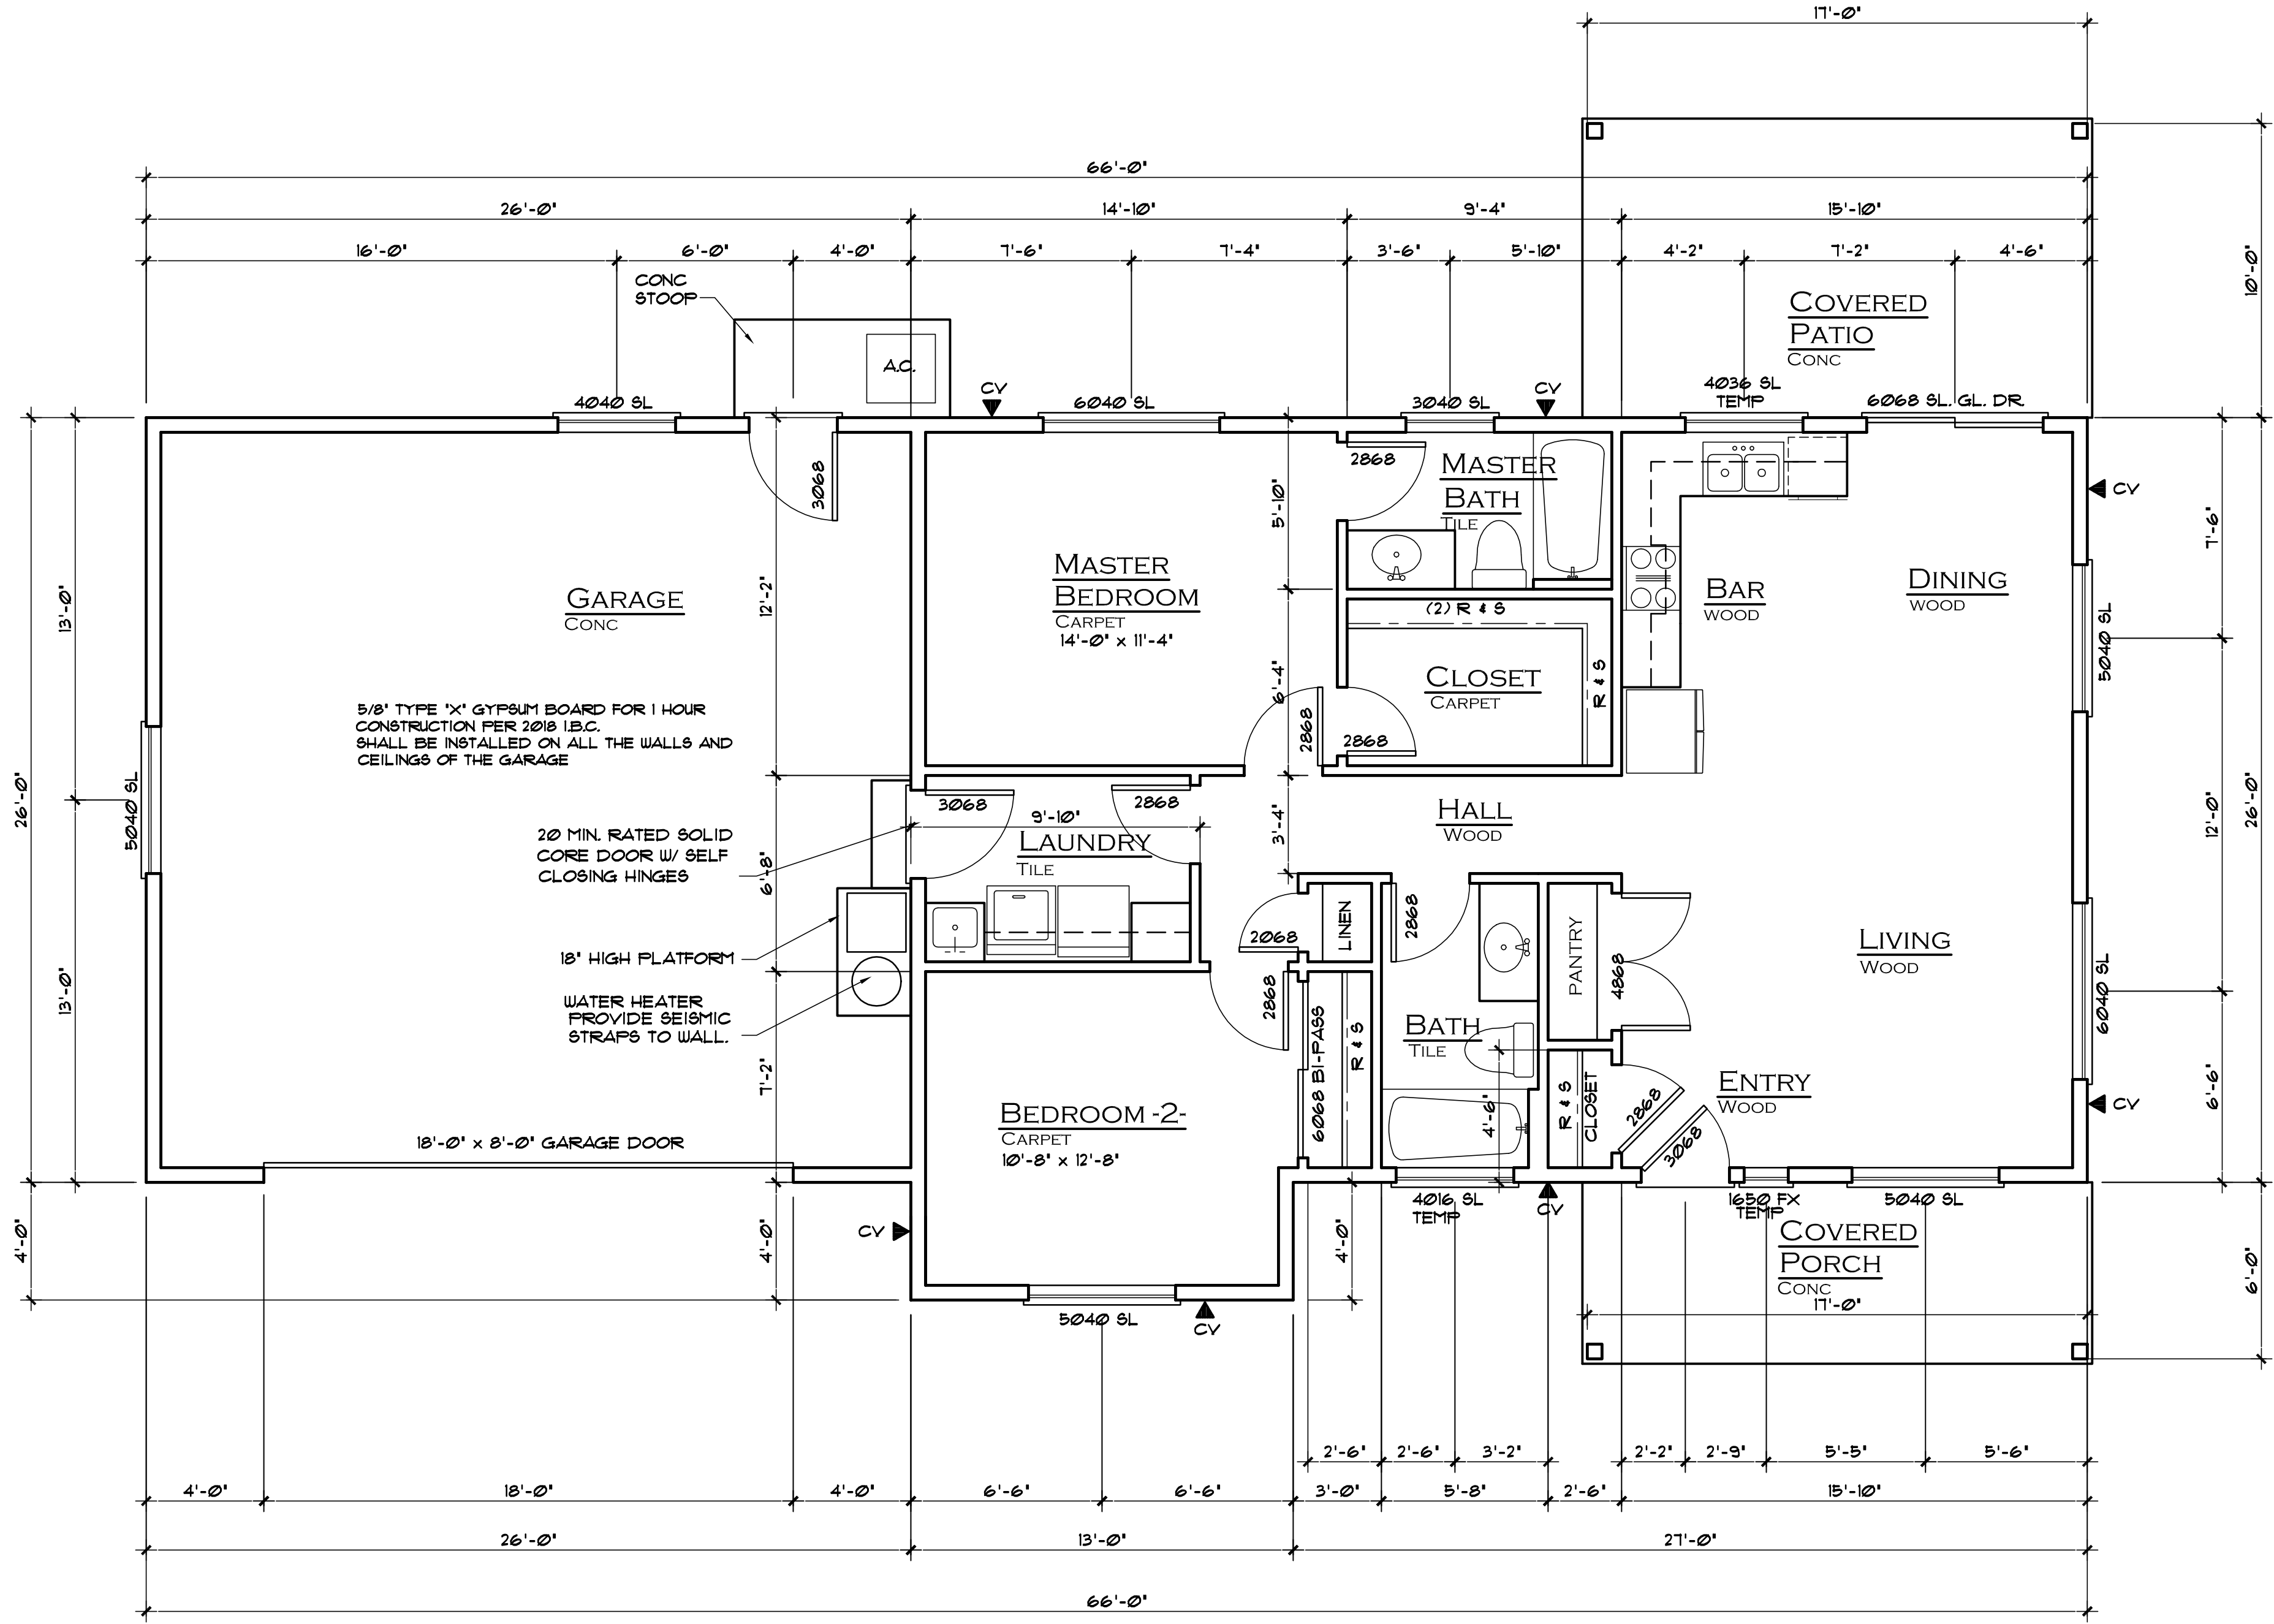 17'-0"
66'-0"
26'-0"
14'-10"
9'-4"
15'-10"
16'-0"
6'-0"
4'-0"
7'-6"
7'-4"
3'-6"
5'-10"
4'-2"
7'-2"
4'-6"
10'-0"
CONC
STOOP
A.C.
COVERED
PATIO
CONC
4040 SL
CV
6040 SL
3040 SL
CV
4036 SL
TEMP
6068 SL. GL. DR.
3068
2868
MASTER
BATH
TILE
5'-10"
CV
7'-6"
13'-0"
GARAGE
CONC
12'-2"
MASTER
BEDROOM
CARPET
14'-0" x 11'-4"
(2) R & S
BAR
WOOD
DINING
WOOD
5040 SL
6'-4"
CLOSET
CARPET
R & S
2868
2868
5/8" TYPE "X" GYPSUM BOARD FOR 1 HOUR
CONSTRUCTION PER 2018 I.B.C.
SHALL BE INSTALLED ON ALL THE WALLS AND
CEILINGS OF THE GARAGE
26'-0"
5040 SL
3068
2868
9'-10"
LAUNDRY
TILE
3'-4"
HALL
WOOD
12'-0"
26'-0"
20 MIN. RATED SOLID
CORE DOOR W/ SELF
CLOSING HINGES
6'-8"
13'-0"
18" HIGH PLATFORM
WATER HEATER
PROVIDE SEISMIC
STRAPS TO WALL.
2068
LINEN
2868
PANTRY
4868
LIVING
WOOD
6040 SL
2868
6068 BI-PASS
R & S
BATH
TILE
7'-2"
4'-6"
R & S
CLOSET
2868
3068
ENTRY
WOOD
CV
6'-6"
BEDROOM -2-
CARPET
10'-8" x 12'-8"
18'-0" x 8'-0" GARAGE DOOR
4'-0"
4'-0"
CV
4'-0"
4016 SL
TEMP
CV
1650 FX
TEMP
5040 SL
COVERED
PORCH
CONC
17'-0"
6'-0"
5040 SL
CV
2'-6"
2'-6"
3'-2"
2'-2"
2'-9"
5'-5"
5'-6"
4'-0"
18'-0"
4'-0"
6'-6"
6'-6"
3'-0"
5'-8"
2'-6"
15'-10"
26'-0"
13'-0"
27'-0"
66'-0"